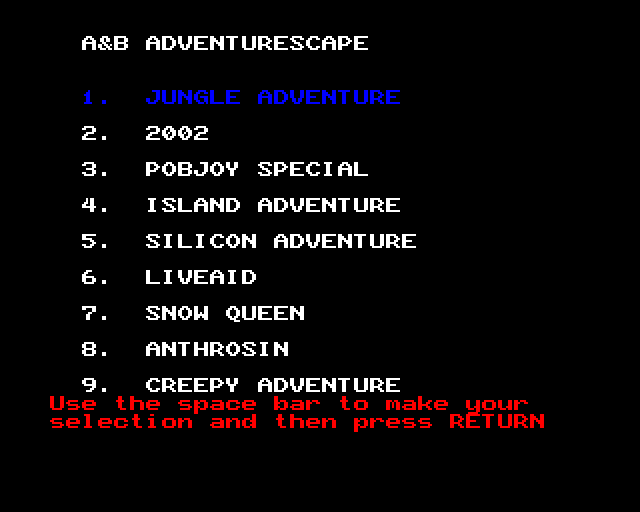 A&B ADVENTURESCAPE
1. JUNGLE ADVENTURE
2. 2002
3. POBJOY SPECIAL
4. ISLAND ADVENTURE
5. SILICON ADVENTURE
6. LIVEAID
7. SNOW QUEEN
8. ANTHROSIN
9. CREEPY ADVENTURE
Use the space bar to make your
selection and then press RETURN